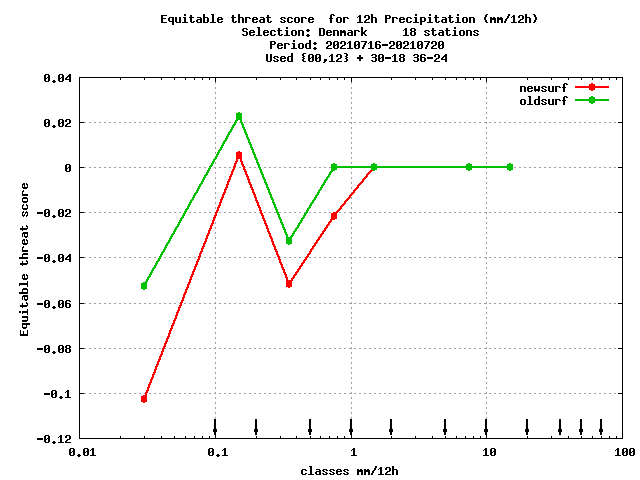 Equitable threat score  for 12h Precipitation (mm/12h)
Selection: Denmark     18 stations
Period: 20210716-20210720
Used {00,12} + 30-18 36-24
newsurf
oldsurf
0.04
0.02
0
-0.02
-0.04
-0.06
-0.08
-0.1
-0.12
Equitable threat score
0.01
0.1
1
10
100
classes mm/12h